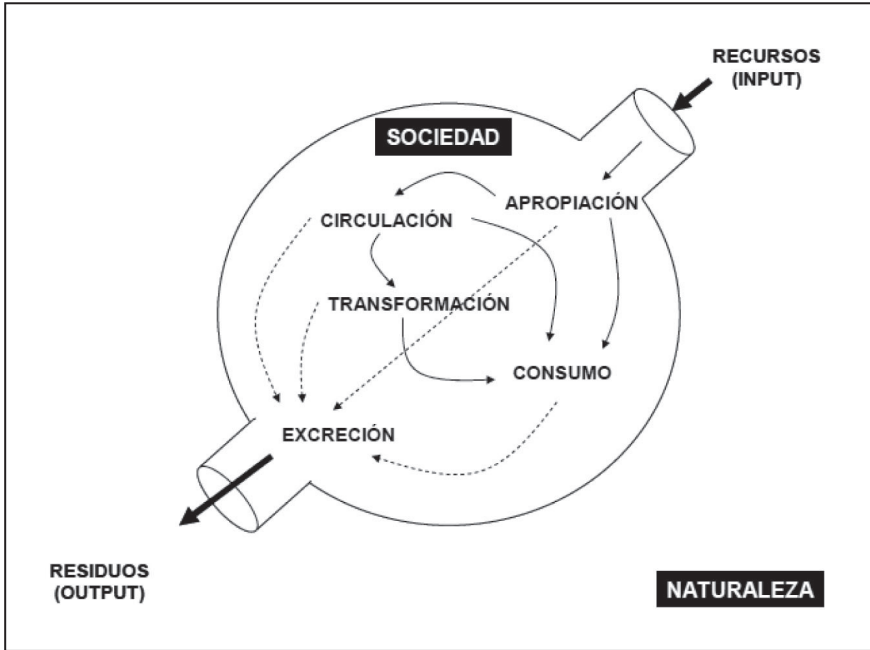 RECURSOS
(INPUT)
SOCIEDAD
APROPIACIÓN
CIRCULACIÓN
TRANSFORMACIÓN
CONSUMO
EXCRECIÓN
RESIDUOS
(OUTPUT)
NATURALEZA